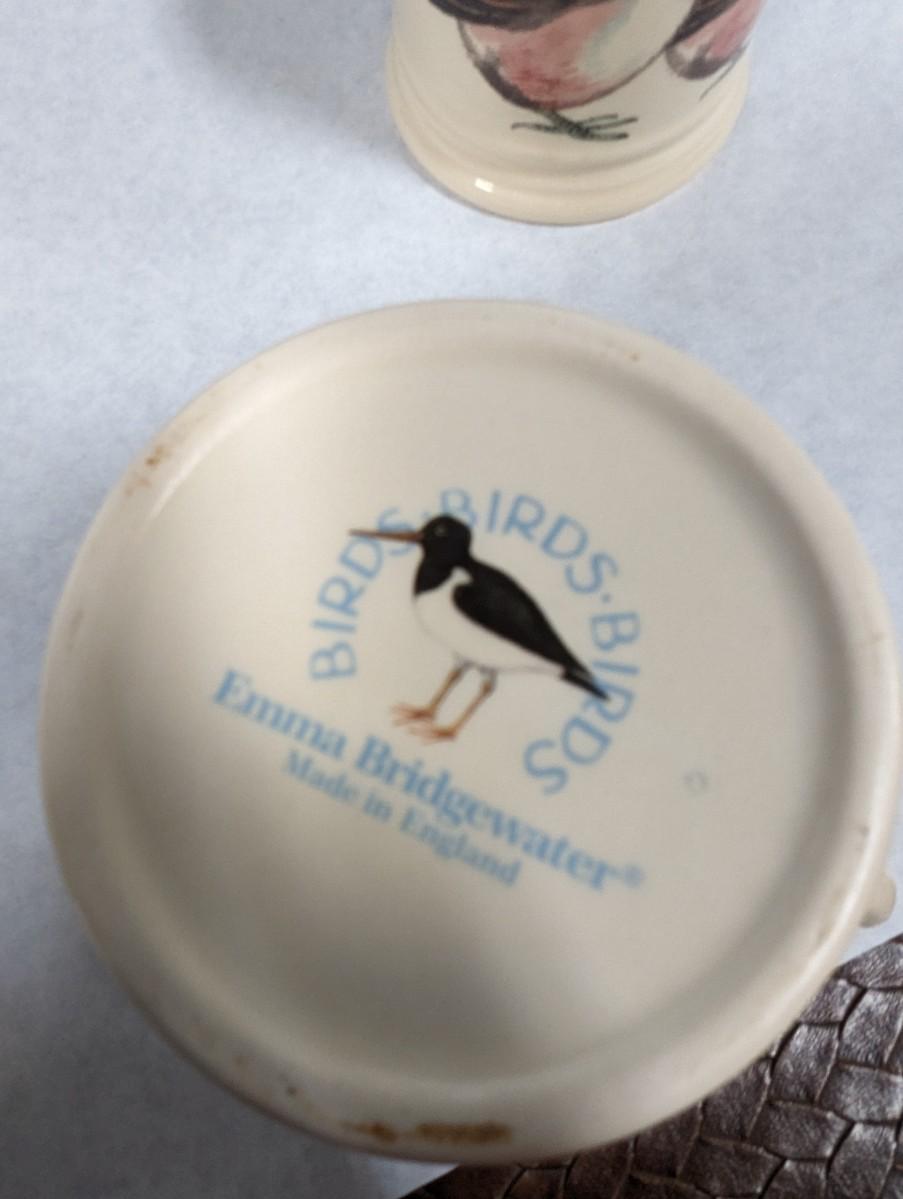 BIRDS·BIRDS·BIRDS
Emma Bridgewater®
Made in England